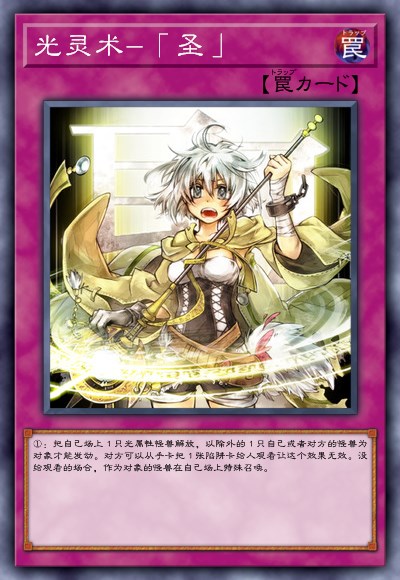 光灵术-「圣」
トラップ
罠
トラップ
【罠カード】
①：把自己场上1只光属性怪兽解放，以除外的1只自己或者对方的怪兽为
对象才能发动。对方可以从手卡把1张陷阱卡给人观看让这个效果无效。没
给观看的场合，作为对象的怪兽在自己场上特殊召唤。